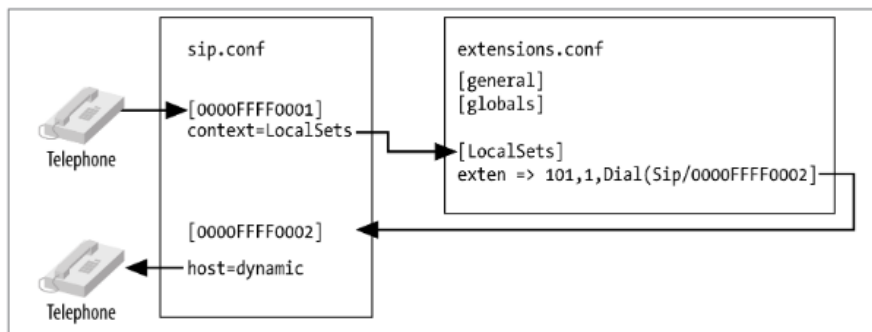 sip.conf
[0000FFFF0001]
context=LocalSets
Telephone
[0000FFFF0002]
host=dynamic
Telephone
extensions.conf
[general]
[globals]
[LocalSets]
exten => 101,1,Dial(Sip/0000FFFF0002]